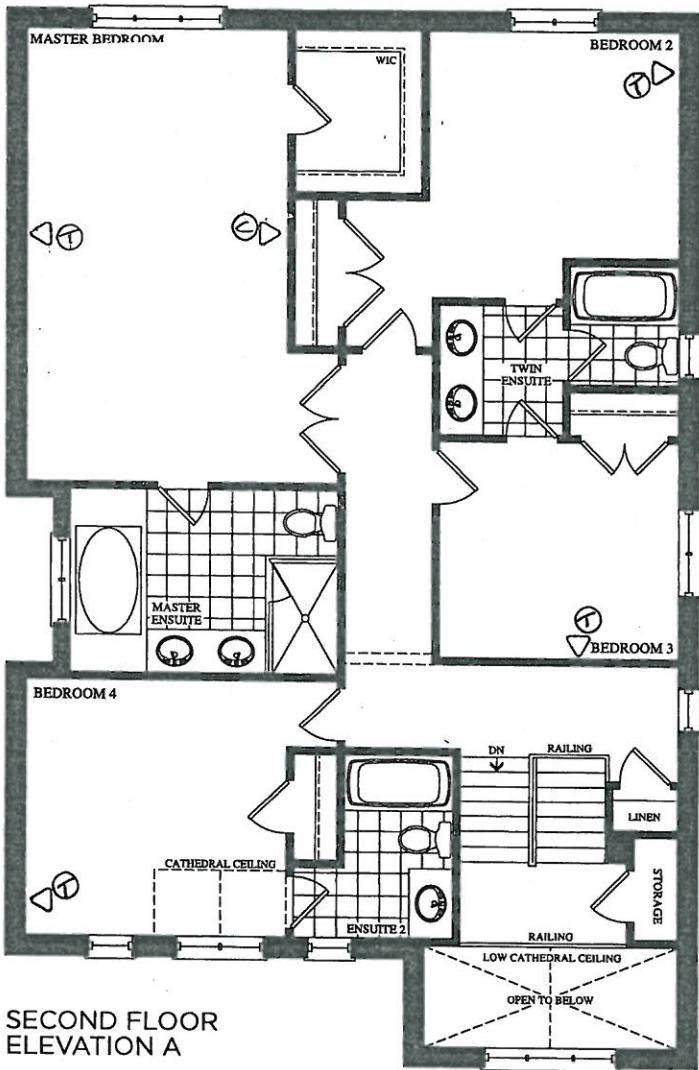 MASTER BEDROOM
WIC
BEDROOM 2
T
T
C
TWIN
ENSUITE
MASTER
ENSUITE
T
BEDROOM 3
BEDROOM 4
DN
RAILING
LINEN
CATHEDRAL CEILING
T
STORAGE
ENSUITE 2
RAILING
LOW CATHEDRAL CEILING
OPEN TO BELOW
SECOND FLOOR
ELEVATION A